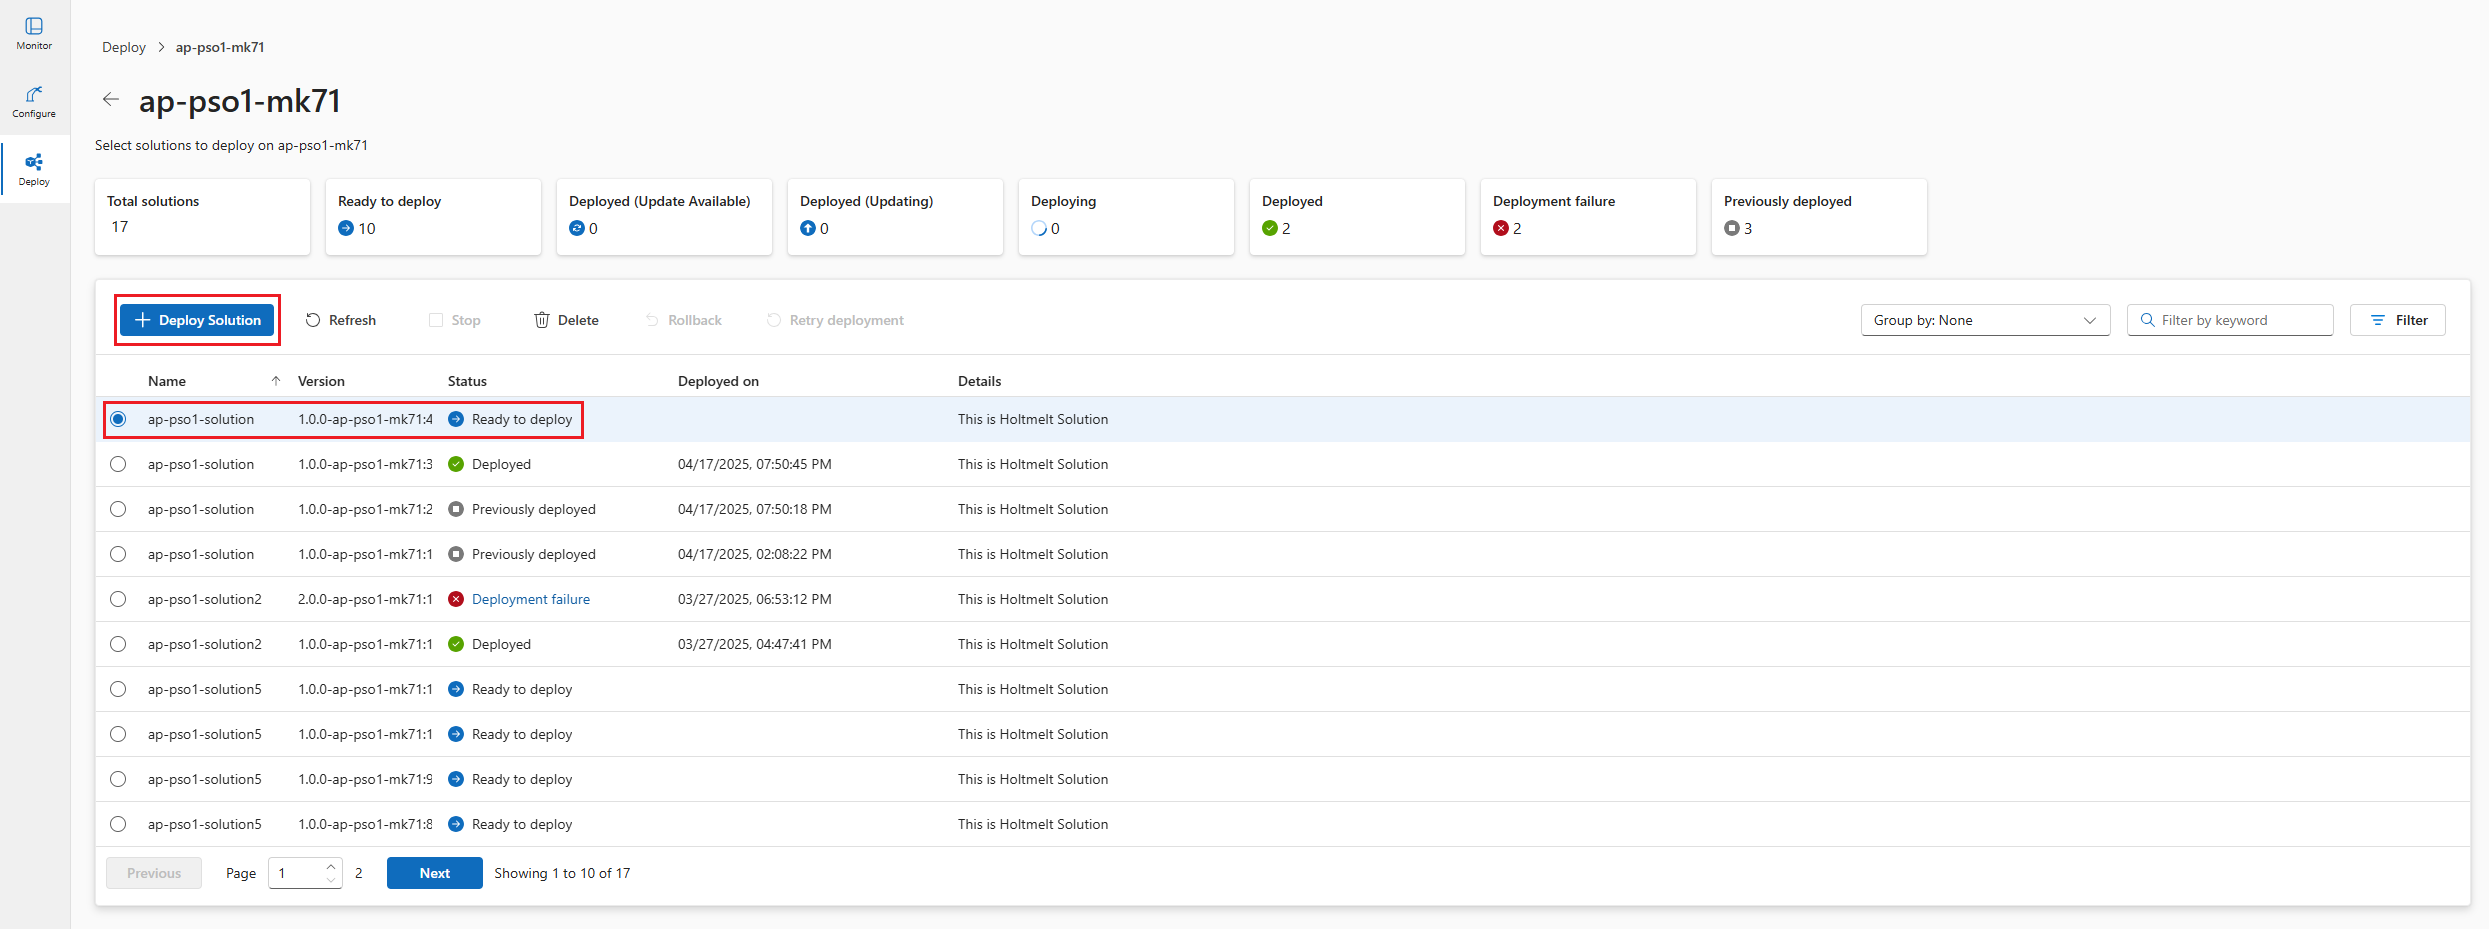 Monitor
Configure
Deploy
Deploy > ap-pso1-mk71
ap-pso1-mk71
Select solutions to deploy on ap-pso1-mk71
Total solutions
17
Ready to deploy
10
Deployed (Update Available)
0
Deployed (Updating)
0
Deploying
0
Deployed
2
Deployment failure
2
Previously deployed
3
Deploy Solution Refresh Stop Delete Rollback Retry deployment Group by: None Filter by keyword Filter
Name Version Status Deployed on Details
ap-pso1-solution 1.0.0-ap-pso1-mk71:4 Ready to deploy This is Holtmelt Solution
ap-pso1-solution 1.0.0-ap-pso1-mk71:3 Deployed 04/17/2025, 07:50:45 PM This is Holtmelt Solution
ap-pso1-solution 1.0.0-ap-pso1-mk71:2 Previously deployed 04/17/2025, 07:50:18 PM This is Holtmelt Solution
ap-pso1-solution 1.0.0-ap-pso1-mk71:1 Previously deployed 04/17/2025, 02:08:22 PM This is Holtmelt Solution
ap-pso1-solution2 2.0.0-ap-pso1-mk71:1 Deployment failure 03/27/2025, 06:53:12 PM This is Holtmelt Solution
ap-pso1-solution2 1.0.0-ap-pso1-mk71:1 Deployed 03/27/2025, 04:47:41 PM This is Holtmelt Solution
ap-pso1-solution5 1.0.0-ap-pso1-mk71:1 Ready to deploy This is Holtmelt Solution
ap-pso1-solution5 1.0.0-ap-pso1-mk71:1 Ready to deploy This is Holtmelt Solution
ap-pso1-solution5 1.0.0-ap-pso1-mk71:9 Ready to deploy This is Holtmelt Solution
ap-pso1-solution5 1.0.0-ap-pso1-mk71:8 Ready to deploy This is Holtmelt Solution
Previous Page 1 2 Next Showing 1 to 10 of 17